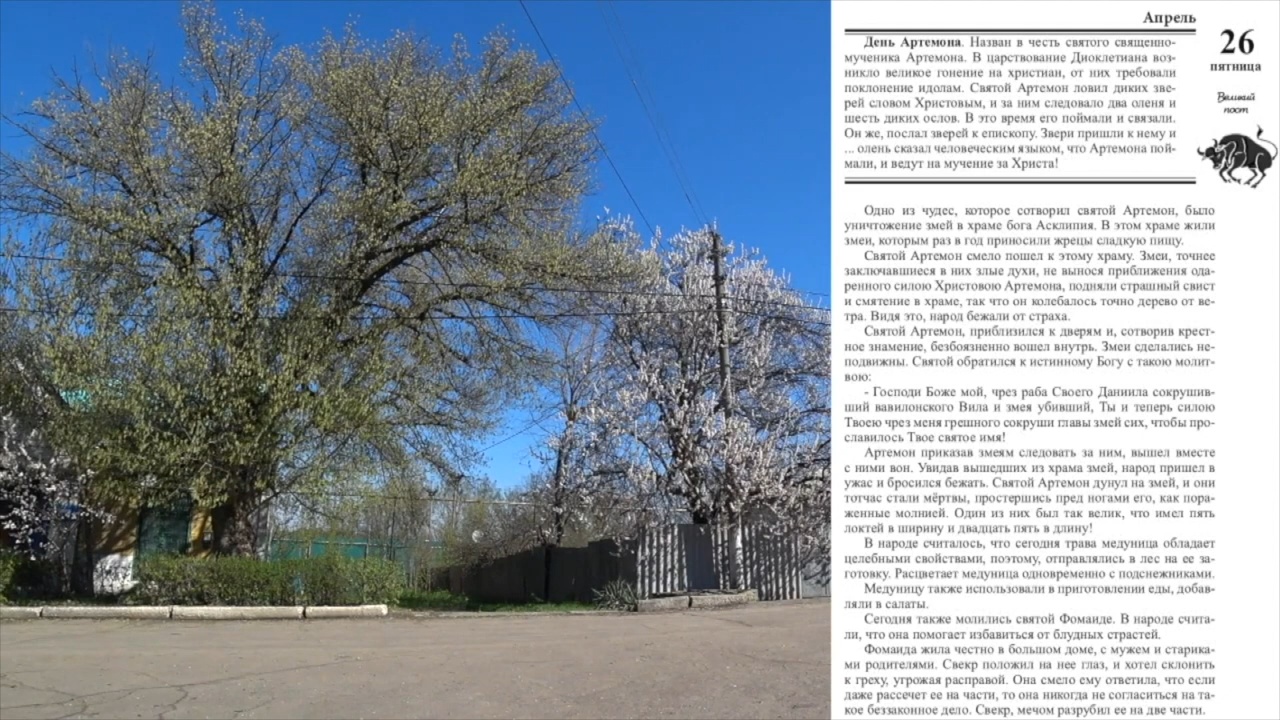 Апрель
26
пятница
Великий
пост
День Артемона. Назван в честь святого священно-
мученика Артемона. В царствование Диоклетиана воз-
никло великое гонение на христиан, от них требовали
поклонение идолам. Святой Артемон ловил диких зве-
рей словом Христовым, и за ним следовало два оленя и
шесть диких ослов. В это время его поймали и связали.
Он же, послал зверей к епископу. Звери пришли к нему и
... олень сказал человеческим языком, что Артемона пой-
мали, и ведут на мучение за Христа!
Одно из чудес, которое сотворил святой Артемон, было
уничтожение змей в храме бога Асклипия. В этом храме жили
змеи, которым раз в год приносили жрецы сладкую пищу.
Святой Артемон смело пошел к этому храму. Змеи, точнее
заключавшиеся в них злые духи, не вынося приближения ода-
ренного силою Христовою Артемона, подняли страшный свист
и смятение в храме, так что он колебалось точно дерево от ве-
тра. Видя это, народ бежали от страха.
Святой Артемон, приблизился к дверям и, сотворив крест-
ное знамение, безбоязненно вошел внутрь. Змеи сделались не-
подвижны. Святой обратился к истинному Богу с такою молит-
вою:
- Господи Боже мой, чрез раба Своего Даниила сокрушив-
ший вавилонского Вила и змея убивший, Ты и теперь силою
Твоею чрез меня грешного сокруши главы змей сих, чтобы про-
славилось Твое святое имя!
Артемон приказав змеям следовать за ним, вышел вместе
с ними вон. Увидав вышедших из храма змей, народ пришел в
ужас и бросился бежать. Святой Артемон дунул на змей, и они
тотчас стали мёртвы, простершись пред ногами его, как пора-
женные молнией. Один из них был так велик, что имел пять
локтей в ширину и двадцать пять в длину!
В народе считалось, что сегодня трава медуница обладает
целебными свойствами, поэтому, отправлялись в лес на ее за-
готовку. Расцветает медуница одновременно с подснежниками.
Медуницу также использовали в приготовлении еды, добав-
ляли в салаты.
Сегодня также молились святой Фомаиде. В народе счита-
ли, что она помогает избавиться от блудных страстей.
Фомаида жила честно в большом доме, с мужем и старика-
ми родителями. Свекр положил на нее глаз, и хотел склонить
к греху, угрожая расправой. Она смело ему ответила, что если
даже рассечет ее на части, то она никогда не согласиться на та-
кое беззаконное дело. Свекр, мечом разрубил ее на две части.